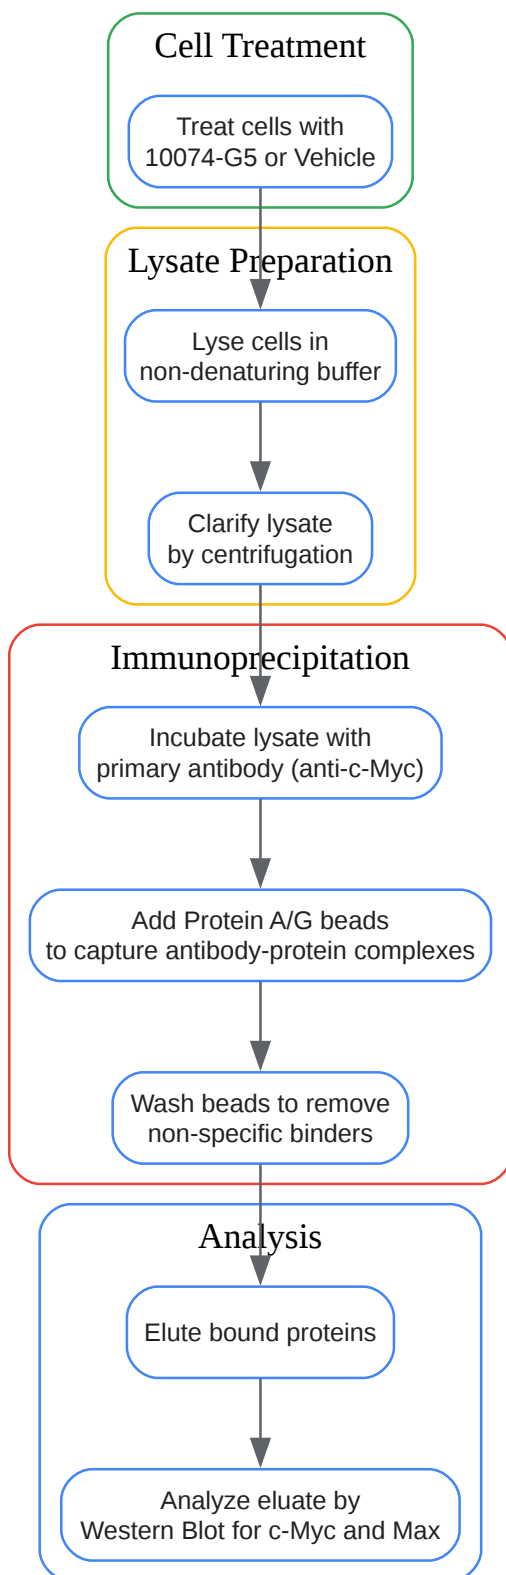 Cell Treatment
Treat cells with
10074-G5 or Vehicle
Lysate Preparation
Lyse cells in
non-denaturing buffer
Clarify lysate
by centrifugation
Immunoprecipitation
Incubate lysate with
primary antibody (anti-c-Myc)
Add Protein A/G beads
to capture antibody-protein complexes
Wash beads to remove
non-specific binders
Analysis
Elute bound proteins
Analyze eluate by
Western Blot for c-Myc and Max